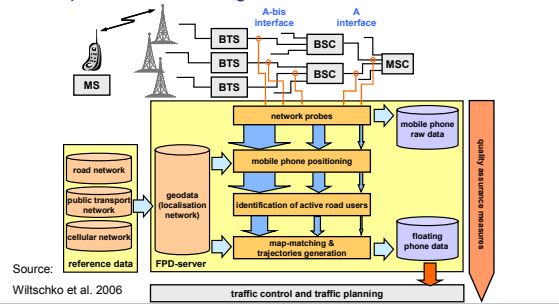 A-bis
interface
A
interface
BTS
BTS
BTS
BSC
BSC
MSC
MS
network probes
mobile phone
raw data
mobile phone positioning
road network
public transport
network
cellular network
reference data
geodata
(localisation
network)
FPD-server
identification of active road users
map-matching &
trajectories generation
floating
phone data
quality assurance measures
Source:
Wiltschko et al. 2006
traffic control and traffic planning